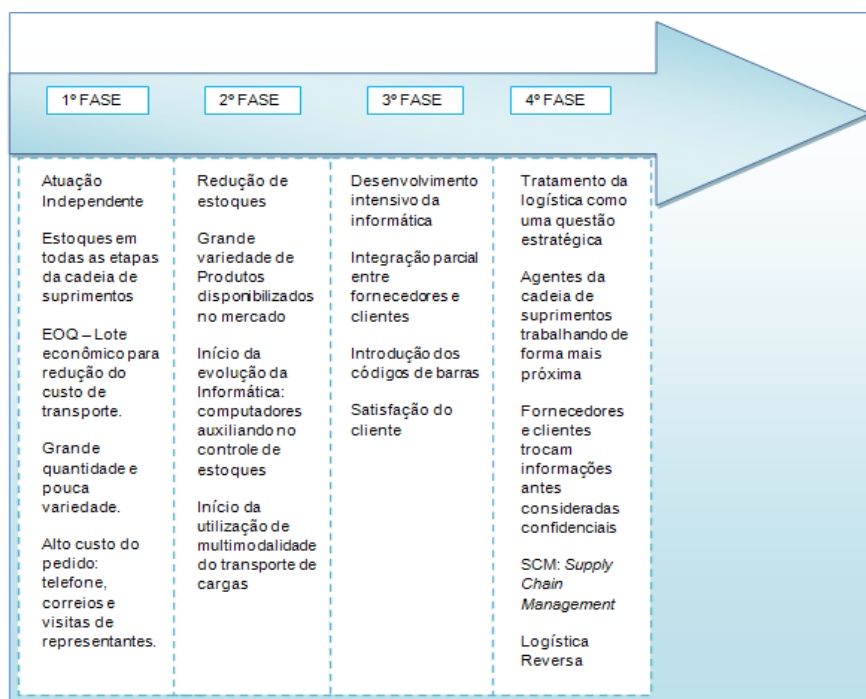 1º FASE
2º FASE
3º FASE
4º FASE
Atuação
Independente
Estoques em
todas as etapas
da cadeia de
suprimentos
EOQ – Lote
econômico para
redução do
custo de
transporte.
Grande
quantidade e
pouca
variedade.
Alto custo do
pedido:
telefone,
correios e
visitas de
representantes.
Redução de
estoques
Grande
variedade de
Produtos
disponibilizados
no mercado
Início da
evolução da
Informática:
computadores
auxiliando no
controle de
estoques
Início da
utilização de
multimodalidade
do transporte de
cargas
Desenvolvimento
intensivo da
informática
Integração parcial
entre
fornecedores e
clientes
Introdução dos
códigos de barras
Satisfação do
cliente
Tratamento da
logística como
uma questão
estratégica
Agentes da
cadeia de
suprimentos
trabalhando de
forma mais
próxima
Fornecedores
e clientes
trocam
informações
antes
consideradas
confidenciais
SCM: Supply
Chain
Management
Logística
Reversa